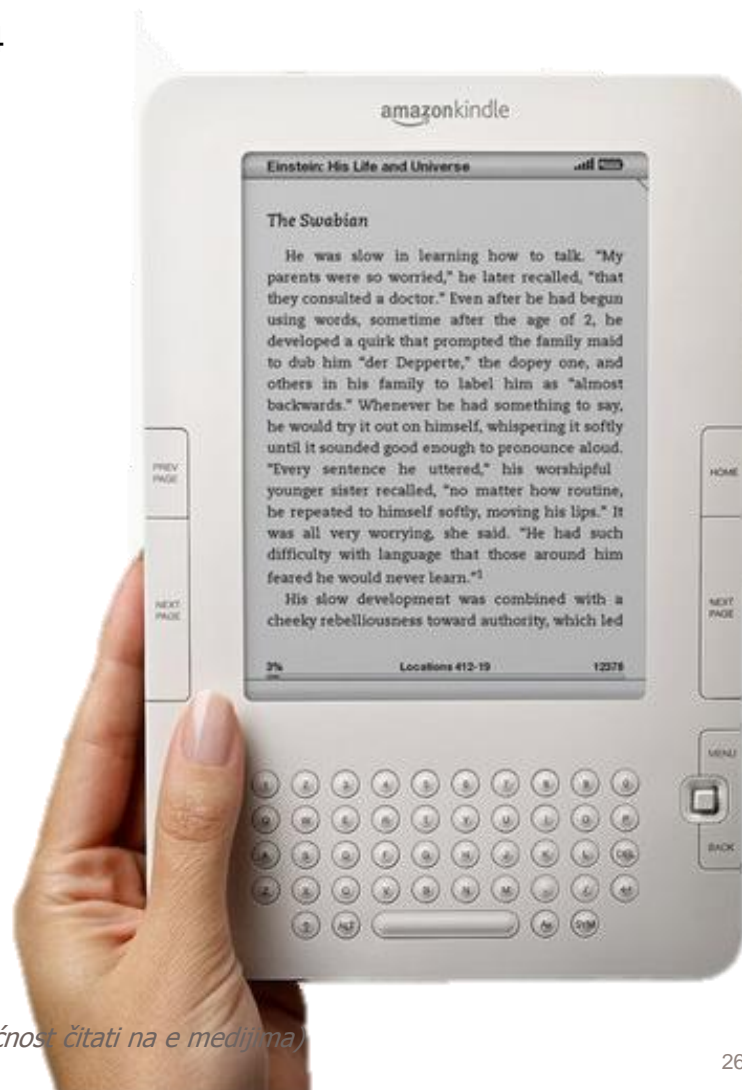 amazonkindle
Einstein: His Life and Universe
The Swabian
He was slow in learning how to talk. "My
parents were so worried," he later recalled, "that
they consulted a doctor." Even after he had begun
using words, sometime after the age of 2, he
developed a quirk that prompted the family maid
to dub him "der Depperte," the dopey one, and
others in his family to label him as "almost
backwards." Whenever he had something to say,
he would try it out on himself, whispering it softly
until it sounded good enough to pronounce aloud.
"Every sentence he uttered," his worshipful
younger sister recalled, "no matter how routine,
he repeated to himself softly, moving his lips." It
was all very worrying, she said. "He had such
difficulty with language that those around him
feared he would never learn."1
His slow development was combined with a
cheeky rebelliousness toward authority, which led
3% Locations 412-19 12378
PREV
PAGE
NEXT
PAGE
HOME
NEXT
PAGE
MENU
BACK
ALT SYM
čitati na e medijima)
26